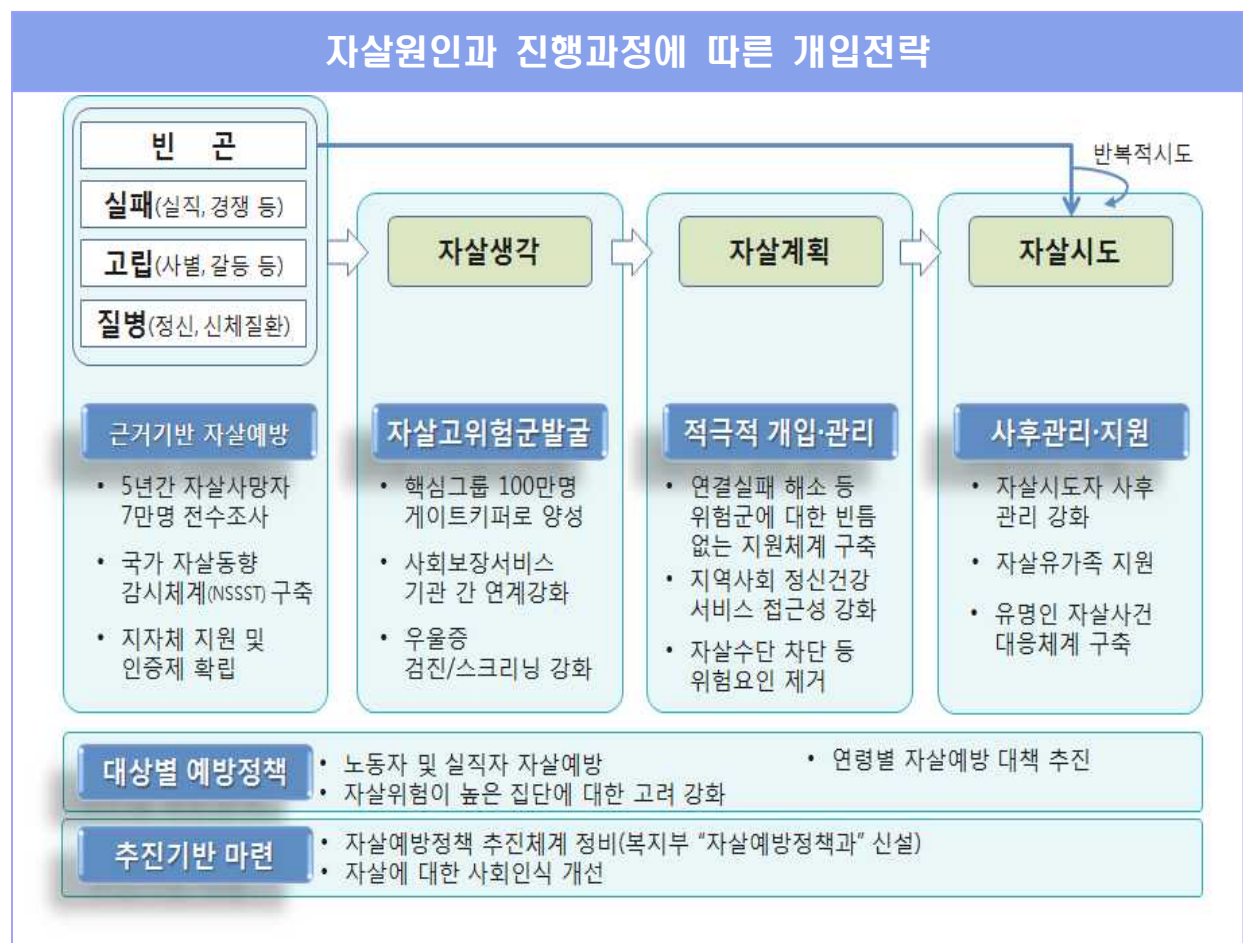 자살원인과 진행과정에 따른 개입전략
빈 곤
실패(실직, 경쟁 등)
고립(사별, 갈등 등)
질병(정신, 신체질환)
반복적시도
자살생각
자살계획
자살시도
근거기반 자살예방
• 5년간 자살사망자
7만명 전수조사
• 국가 자살동향
감시체계(NSSST) 구축
• 지자체 지원 및
인증제 확립
자살고위험군발굴
• 핵심그룹 100만명
게이트키퍼로 양성
• 사회보장서비스
기관 간 연계강화
• 우울증
검진/스크리닝 강화
적극적 개입·관리
• 연결실패 해소 등
위험군에 대한 빈틈
없는 지원체계 구축
• 지역사회 정신건강
서비스 접근성 강화
• 자살수단 차단 등
위험요인 제거
사후관리·지원
• 자살시도자 사후
관리 강화
• 자살유가족 지원
• 유명인 자살사건
대응체계 구축
대상별 예방정책
• 노동자 및 실직자 자살예방
• 연령별 자살예방 대책 추진
• 자살위험이 높은 집단에 대한 고려 강화
추진기반 마련
• 자살예방정책 추진체계 정비(복지부 “자살예방정책과” 신설)
• 자살에 대한 사회인식 개선